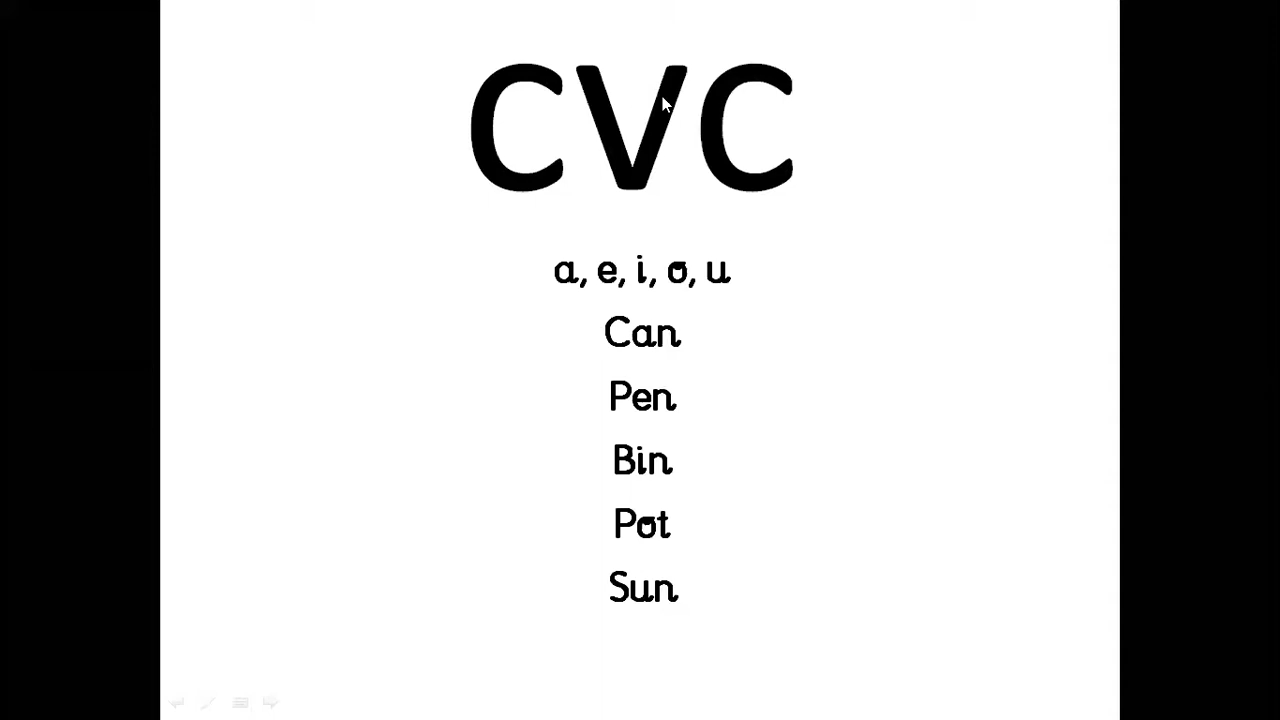 CVC
a, e, i, o, u
Can
Pen
Bin
Pot
Sun